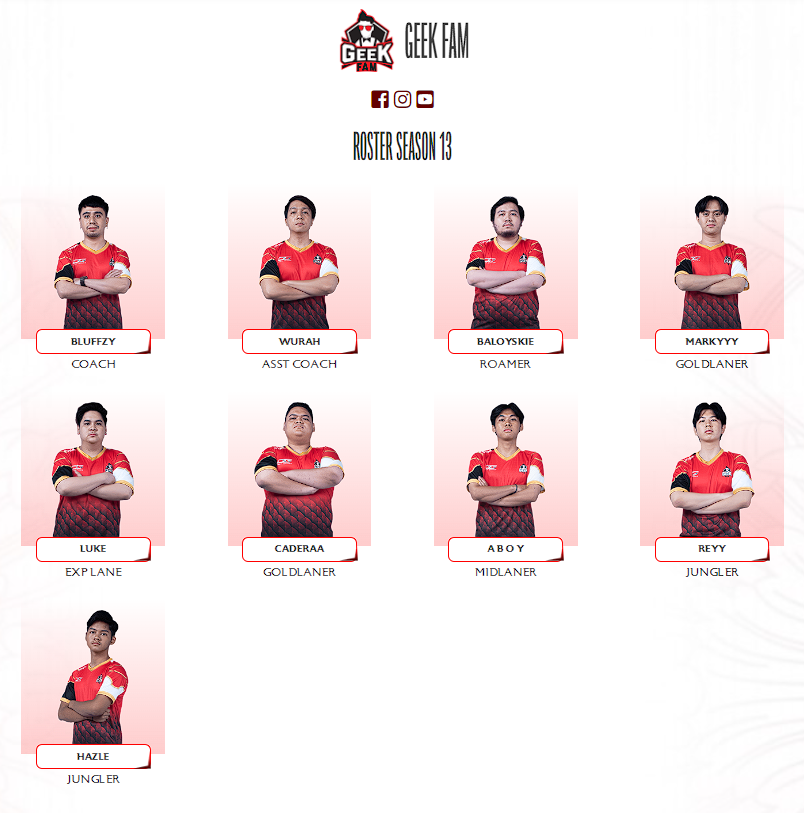 GEEK FAM
GEEK FAM
ROSTER SEASON 13
BLUFFZY
COACH
WURAH
ASST COACH
BALOYSKIE
ROAMER
MARKYYY
GOLDLANER
LUKE
EXP LANE
CADERAA
GOLDLANER
A B O Y
MIDLANER
REYY
JUNGLER
HAZLE
JUNGLER